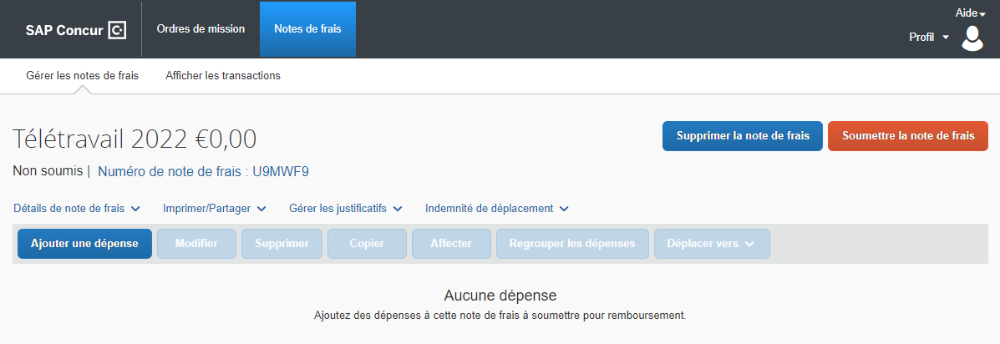 Aide
SAP Concur C Ordres de mission Notes de frais
Profil
Gérer les notes de frais Afficher les transactions
Télétravail 2022 €0,00
Supprimer la note de frais Soumettre la note de frais
Non soumis | Numéro de note de frais : U9MWF9
Détails de note de frais Imprimer/Partager Gérer les justificatifs Indemnité de déplacement
Ajouter une dépense Modifier Supprimer Copier Affecter Regrouper les dépenses Déplacer vers
Aucune dépense
Ajoutez des dépenses à cette note de frais à soumettre pour remboursement.